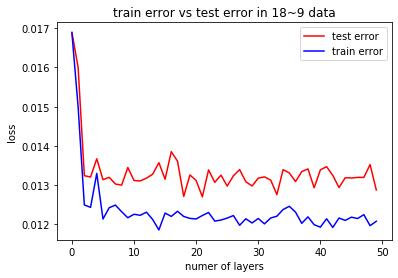 train error vs test error in 18~9 data
0.017
0.016
0.015
0.014
0.013
0.012
loss
test error
train error
0
10
20
30
40
50
numer of layers